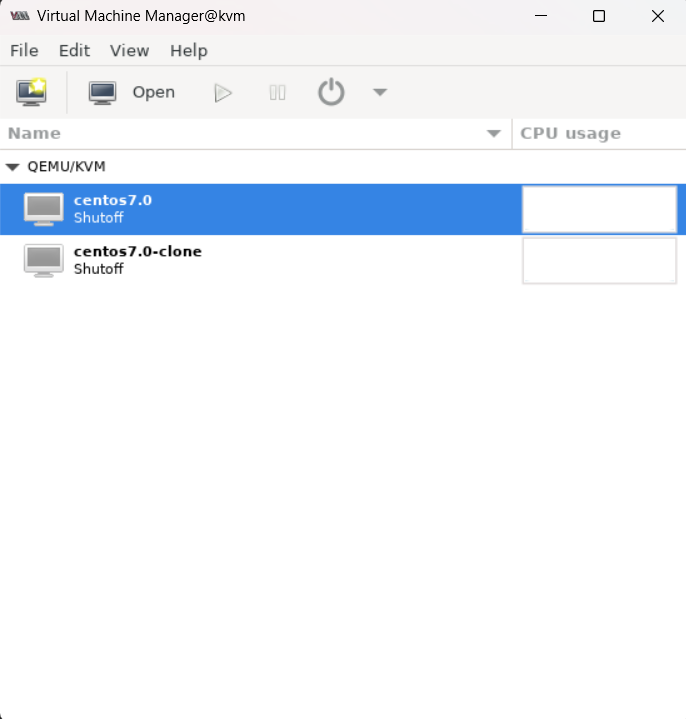 Virtual Machine Manager@kvm
File Edit View Help
Open
Name CPU usage
QEMU/KVM
centos7.0
Shutoff
centos7.0-clone
Shutoff